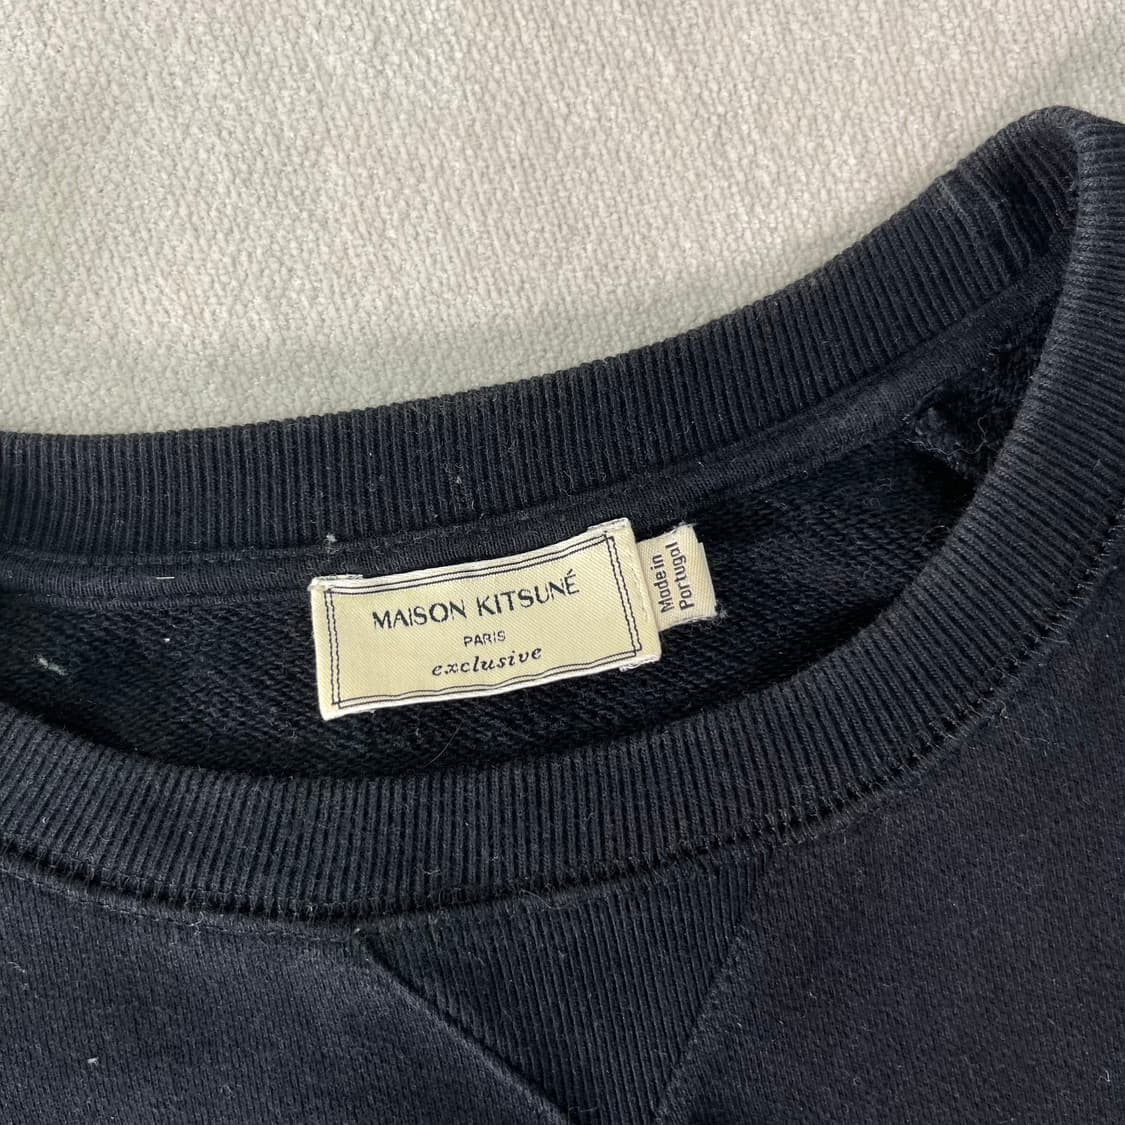 MAISON KITSUNÉ
PARIS
exclusive
Made in
Portugal